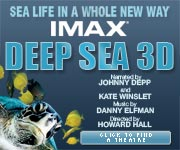 SEA LIFE IN A WHOLE NEW WAY
IMAX®
DEEP SEA 3D
Narrated by
JOHNNY DEPP
and
KATE WINSLET
Music by
DANNY ELFMAN
Directed by
HOWARD HALL
CLICK TO FIND
A THEATRE